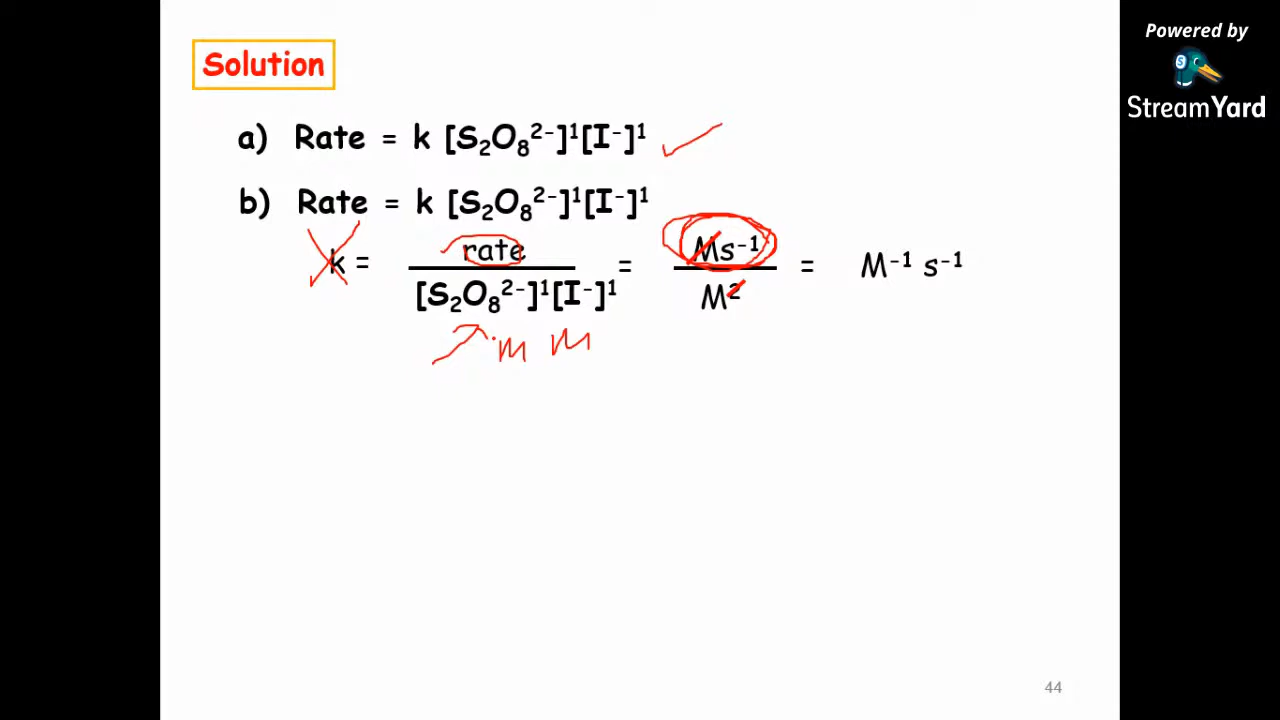 Powered by
StreamYard
Solution
a) Rate = k [S₂O₈²⁻]¹[I⁻]¹ ✓
b) Rate = k [S₂O₈²⁻]¹[I⁻]¹
k = rate / [S₂O₈²⁻]¹[I⁻]¹ = Ms⁻¹ / M² = M⁻¹ s⁻¹
M M
44